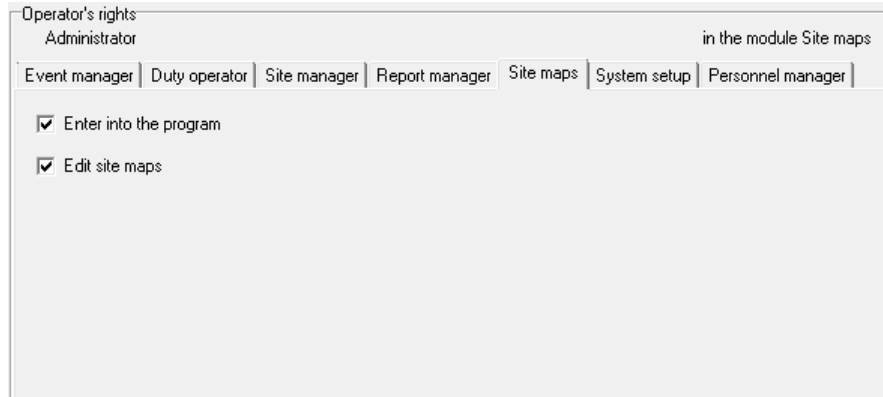 Operator's rights
Administrator in the module Site maps
Event manager Duty operator Site manager Report manager Site maps System setup Personnel manager
Enter into the program
Edit site maps